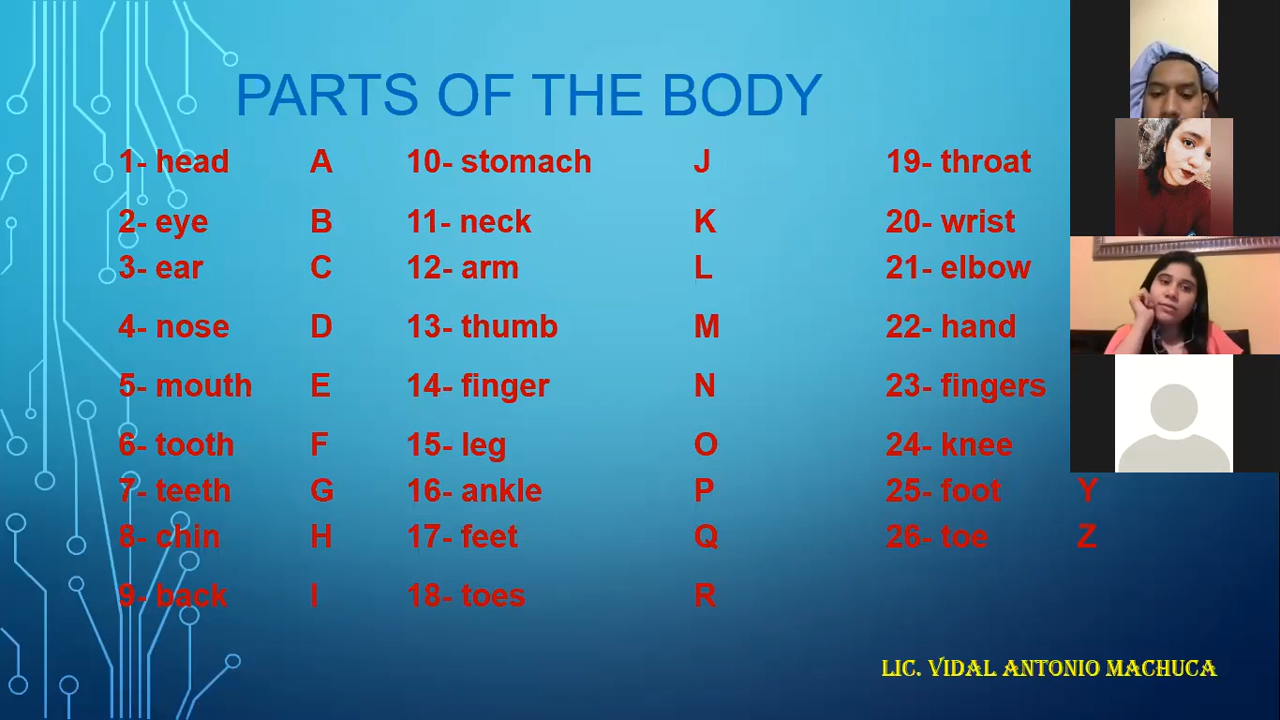 PARTS OF THE BODY
1- head A 10- stomach J 19- throat
2- eye B 11- neck K 20- wrist
3- ear C 12- arm L 21- elbow
4- nose D 13- thumb M 22- hand
5- mouth E 14- finger N 23- fingers
6- tooth F 15- leg O 24- knee
7- teeth G 16- ankle P 25- foot Y
8- chin H 17- feet Q 26- toe Z
9- back I 18- toes R
LIC. VIDAL ANTONIO MACHUCA